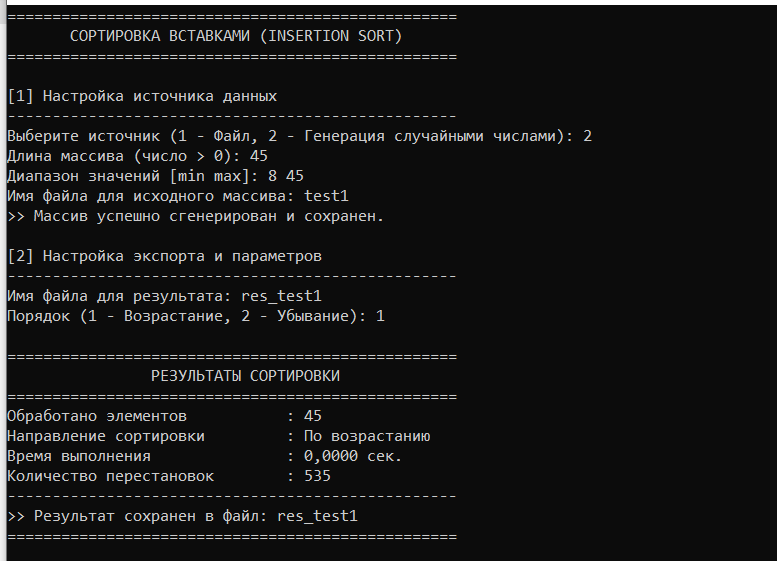 ==================================================
СОРТИРОВКА ВСТАВКАМИ (INSERTION SORT)
==================================================
[1] Настройка источника данных
--------------------------------------------------
Выберите источник (1 - Файл, 2 - Генерация случайными числами): 2
Длина массива (число > 0): 45
Диапазон значений [min max]: 8 45
Имя файла для исходного массива: test1
>> Массив успешно сгенерирован и сохранен.
[2] Настройка экспорта и параметров
--------------------------------------------------
Имя файла для результата: res_test1
Порядок (1 - Возрастание, 2 - Убывание): 1
==================================================
РЕЗУЛЬТАТЫ СОРТИРОВКИ
==================================================
Обработано элементов : 45
Направление сортировки : По возрастанию
Время выполнения : 0,0000 сек.
Количество перестановок : 535
--------------------------------------------------
>> Результат сохранен в файл: res_test1
==================================================